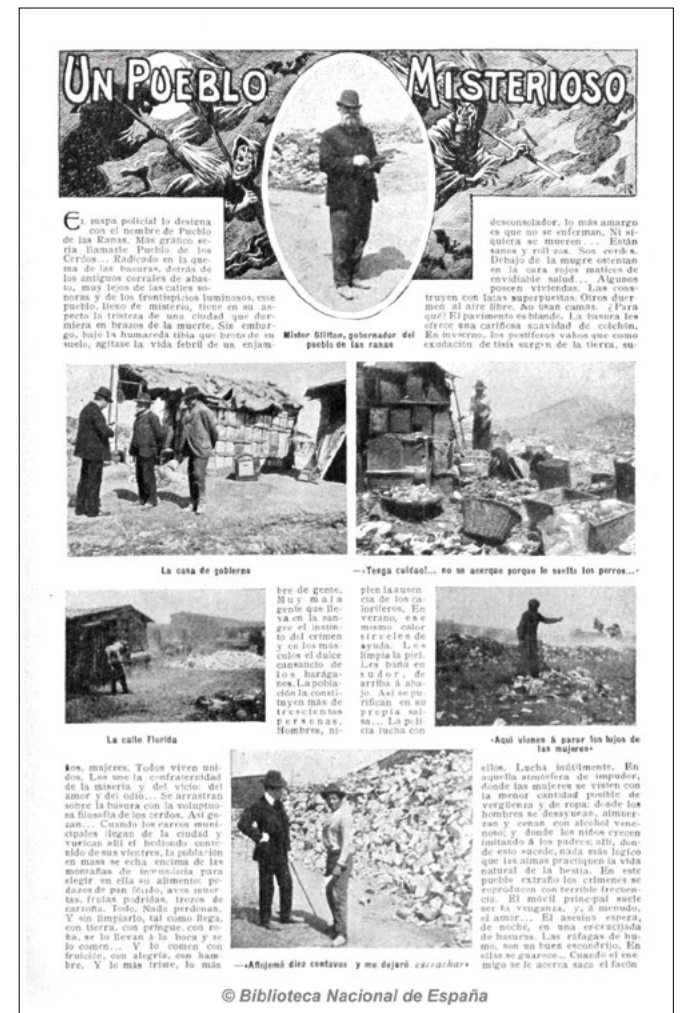 UN PUEBLO MISTERIOSO
El mapa policial lo designa
con el nombre de Pueblo
de las Ranas. Más gráfico se-
ría llamarle Pueblo de los
Cerdos... Radicado en la que-
ma de las basuras, detrás de
los antiguos corrales de abas-
to, muy lejos de las calles so-
noras y de los frontispicios luminosos, ese
pueblo, lleno de misterio, tiene en su as-
pecto la tristeza de una ciudad que dur-
miera en brazos de la muerte. Sin embar-
go, bajo la humareda tibia que brota de su
suelo, agítase la vida febril de un enjam-
Mister Slitton, gobernador del
pueblo de las ranas
desconsolador, lo más amargo
es que no se enferman. Ni si-
quiera se mueren... Están
sanos y rollizos. Son cerdos.
Debajo de la mugre ostentan
en la cara rojos matices de
envidiable salud... Algunos
poseen viviendas. Las cons-
truyen con latas superpuestas. Otros duer-
men al aire libre. No usan camas. ¿Para
qué? El pavimento es blando. La basura les
ofrece una cariñosa suavidad de colchón.
En invierno, los pestíferos vahos que como
exudación de tisis surgen de la tierra, su-
La casa de gobierno
—«Tenga cuidao!... no se acerque porque le suelto los perros...»
bre de gente.
Muy mala
gente que lle-
va en la san-
gre el instin-
to del crimen
y en los mús-
culos el dulce
cansancio de
los harága-
nes. La pobla-
ción la consti-
tuyen más de
trescientas
personas.
Hombres, ni-
plen la ausen-
cia de los ca-
loríferos. En
verano, ese
mismo calor
sírveles de
ayuda. Les
limpia la piel.
Les baña en
sudor, de
arriba á aba-
jo. Así se pu-
rifican en su
propia sal-
sa... La poli-
cía lucha con
La calle Florida
«Aquí vienen á parar los lujos de
las mujeres»
ños, mujeres. Todos viven uni-
dos. Los une la confraternidad
de la miseria y del vicio; del
amor y del odio... Se arrastran
sobre la basura con la voluptuo-
sa filosofía de los cerdos. Así go-
zan... Cuando los carros muni-
cipales llegan de la ciudad y
vuelcan allí el hediondo conte-
nido de sus vientres, la población
en masa se echa encima de las
montañas de inmundicia para
elegir en ella su alimento: pe-
dazos de pan fétido, aves muer-
tas, frutas podridas, trozos de
carroña. Todo. Nada perdonan.
Y sin limpiarlo, tal como llega,
con tierra, con pringue, con ro-
ña, se lo llevan á la boca y se
lo comen... Y lo comen con
fruición, con alegría, con ham-
bre. Y lo más triste, lo más
—«Aflojemé diez centavos y me dejaré escrachar»
ellos. Lucha inútilmente. En
aquella atmósfera de impudor,
donde las mujeres se visten con
la menor cantidad posible de
vergüenza y de ropa; donde los
hombres se desayunan, almuer-
zan y cenan con alcohol vene-
noso; y donde los niños crecen
imitando á los padres; allí, don-
de esto sucede, nada más lógico
que las almas practiquen la vida
natural de la bestia. En este
pueblo extraño los crímenes se
reproducen con terrible frecuen-
cia. El móvil principal suele
ser la venganza, y, á menudo,
el amor... El asesino espera,
de noche, en una encrucijada
de basuras. Las ráfagas de hu-
mo, son un buen escondrijo. En
ellas se guarece... Cuando el ene-
migo se le acerca saca el facón
© Biblioteca Nacional de España